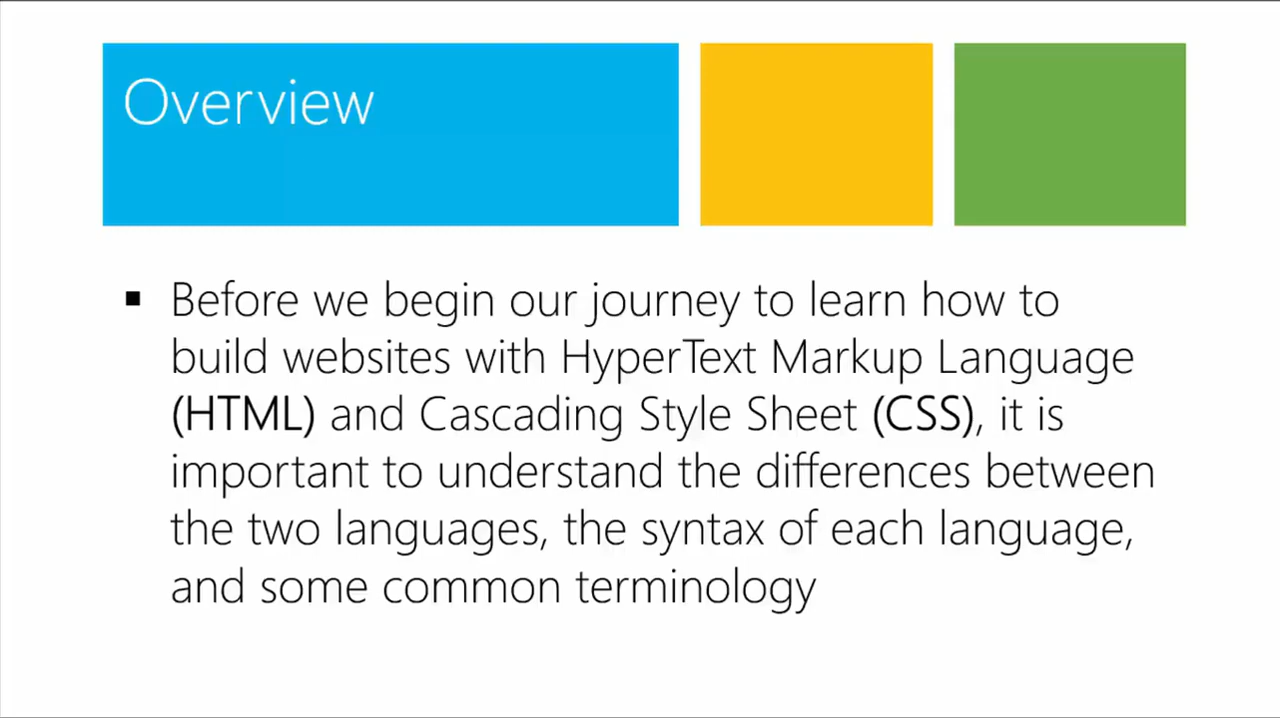 Overview
▪ Before we begin our journey to learn how to
build websites with HyperText Markup Language
(HTML) and Cascading Style Sheet (CSS), it is
important to understand the differences between
the two languages, the syntax of each language,
and some common terminology